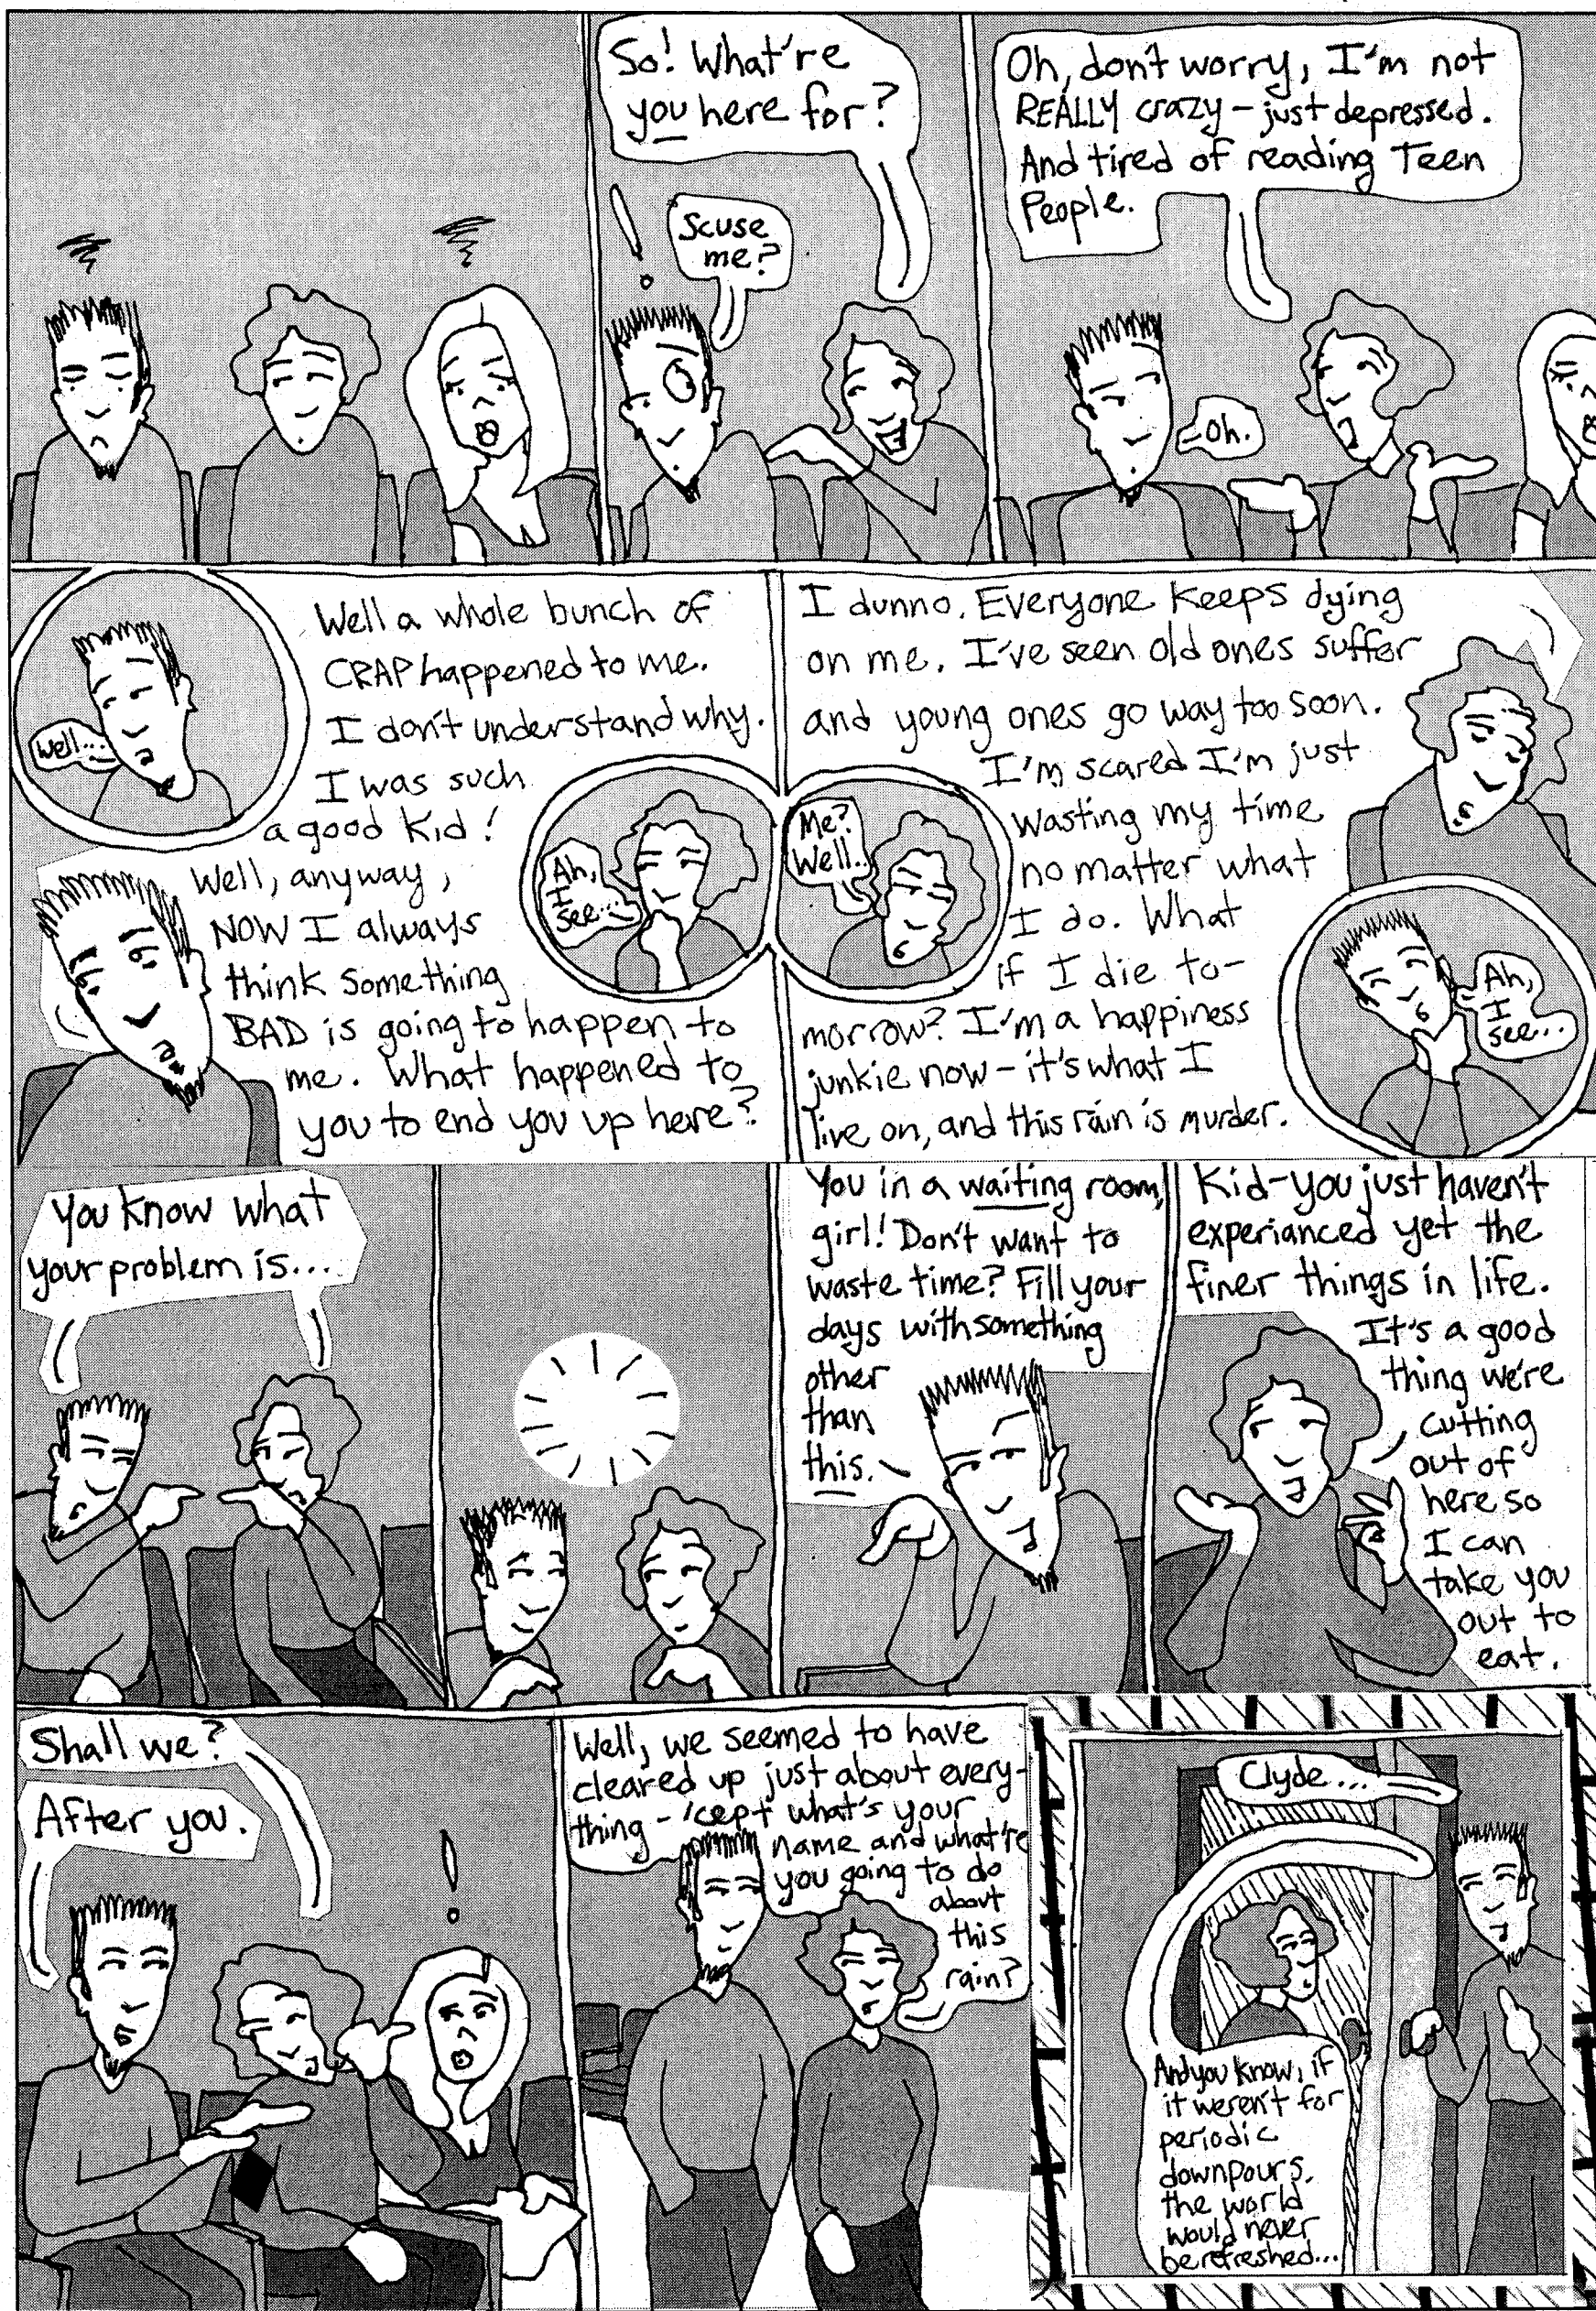 So! What're
you here for?
Scuse
me?
Oh, don't worry, I'm not
REALLY crazy - just depressed.
And tired of reading Teen
People.
Oh.
Well...
Well a whole bunch of
CRAP happened to me.
I don't understand why.
I was such
a good kid!
Well, anyway,
NOW I always
think something
BAD is going to happen to
me. What happened to
you to end you up here?
Ah,
I
see...
Me?
Well..
I dunno. Everyone keeps dying
on me. I've seen old ones suffer
and young ones go way too soon.
I'm scared I'm just
wasting my time
no matter what
I do. What
if I die to-
morrow? I'm a happiness
junkie now - it's what I
live on, and this rain is murder.
Ah,
I
see...
You know what
your problem is...
You in a waiting room,
girl! Don't want to
waste time? Fill your
days with something
other
than
this.
Kid - you just haven't
experianced yet the
finer things in life.
It's a good
thing we're
cutting
out of
here so
I can
take you
out to
eat.
Shall we?
After you.
Well, we seemed to have
cleared up just about every-
thing - 'cept what's your
name and what're
you going to do
about
this
rain?
Clyde...
And you know, if
it weren't for
periodic
downpours,
the world
would never
be refreshed...